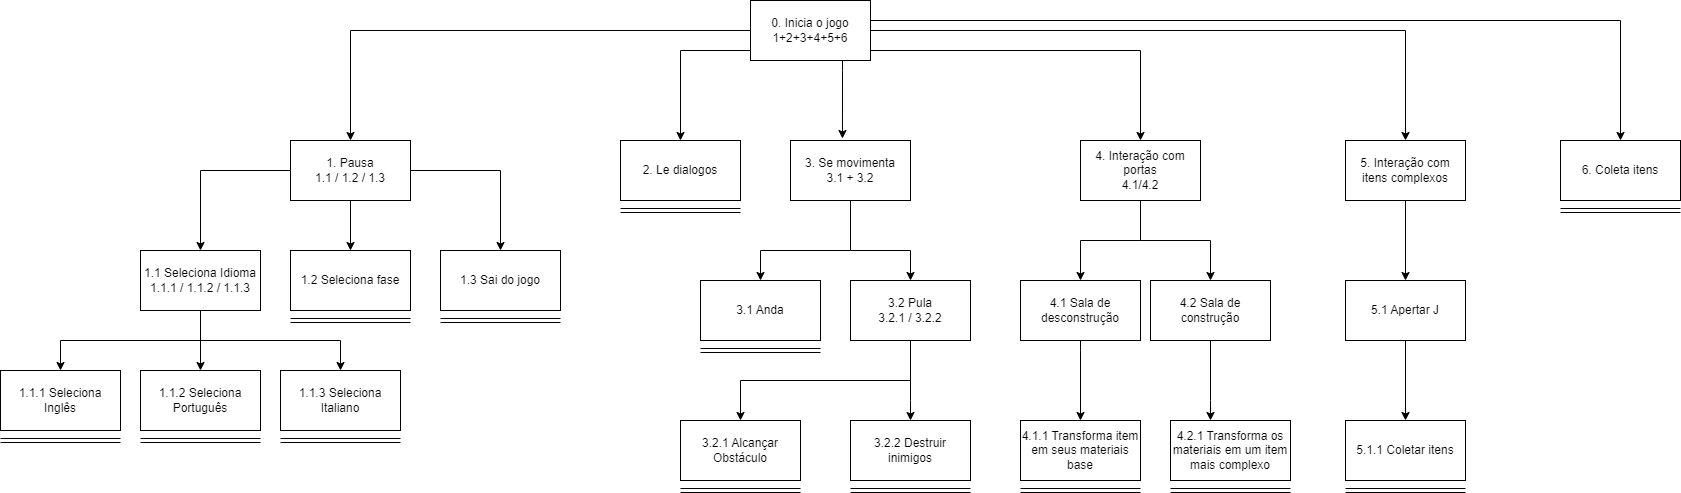 0. Inicia o jogo
1+2+3+4+5+6
1. Pausa
1.1 / 1.2 / 1.3
2. Le dialogos
3. Se movimenta
3.1 + 3.2
4. Interação com
portas
4.1/4.2
5. Interação com
itens complexos
6. Coleta itens
1.1 Seleciona Idioma
1.1.1 / 1.1.2 / 1.1.3
1.2 Seleciona fase
1.3 Sai do jogo
3.1 Anda
3.2 Pula
3.2.1 / 3.2.2
4.1 Sala de
desconstrução
4.2 Sala de
construção
5.1 Apertar J
1.1.1 Seleciona
Inglês
1.1.2 Seleciona
Português
1.1.3 Seleciona
Italiano
3.2.1 Alcançar
Obstáculo
3.2.2 Destruir
inimigos
4.1.1 Transforma item
em seus materiais
base
4.2.1 Transforma os
materiais em um item
mais complexo
5.1.1 Coletar itens